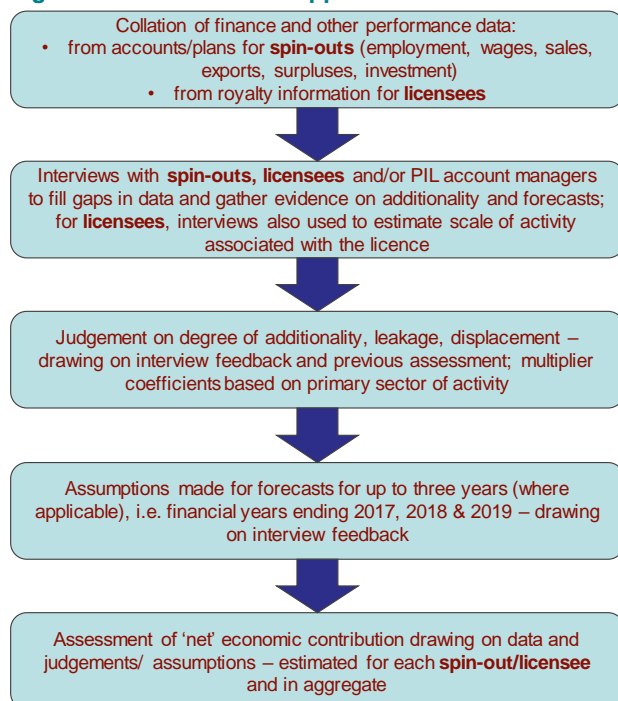 Collation of finance and other performance data:
• from accounts/plans for spin-outs (employment, wages, sales,
exports, surpluses, investment)
• from royalty information for licensees
Interviews with spin-outs, licensees and/or PIL account managers
to fill gaps in data and gather evidence on additionality and forecasts;
for licensees, interviews also used to estimate scale of activity
associated with the licence
Judgement on degree of additionality, leakage, displacement –
drawing on interview feedback and previous assessment; multiplier
coefficients based on primary sector of activity
Assumptions made for forecasts for up to three years (where
applicable), i.e. financial years ending 2017, 2018 & 2019 – drawing
on interview feedback
Assessment of ‘net’ economic contribution drawing on data and
judgements/ assumptions – estimated for each spin-out/licensee
and in aggregate